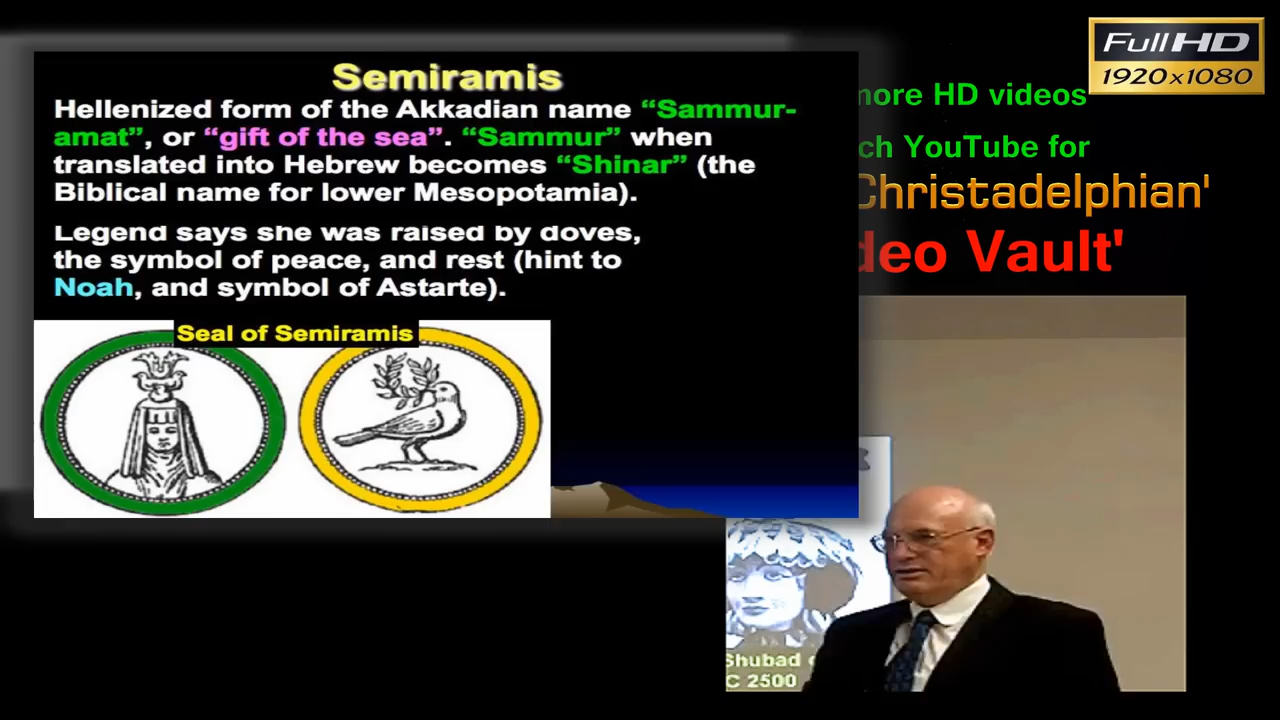 Semiramis
Hellenized form of the Akkadian name “Sammur-
amat”, or “gift of the sea”. “Sammur” when
translated into Hebrew becomes “Shinar” (the
Biblical name for lower Mesopotamia).
Legend says she was raised by doves,
the symbol of peace, and rest (hint to
Noah, and symbol of Astarte).
Seal of Semiramis
Full HD
1920x1080
more HD videos
ch YouTube for
Christadelphian'
deo Vault'
Shubad
C 2500